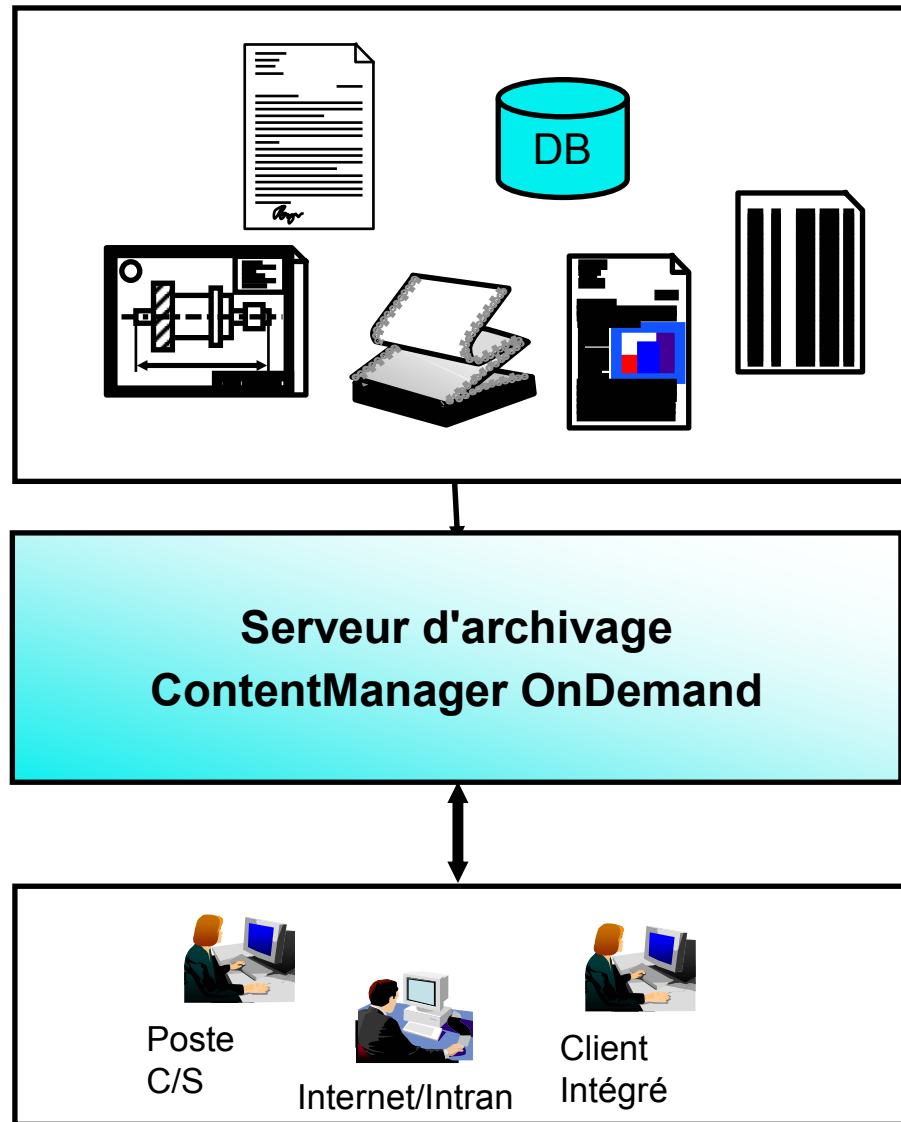 DB
Serveur d'archivage
ContentManager OnDemand
Poste
C/S
Internet/Intran
Client
Intégré